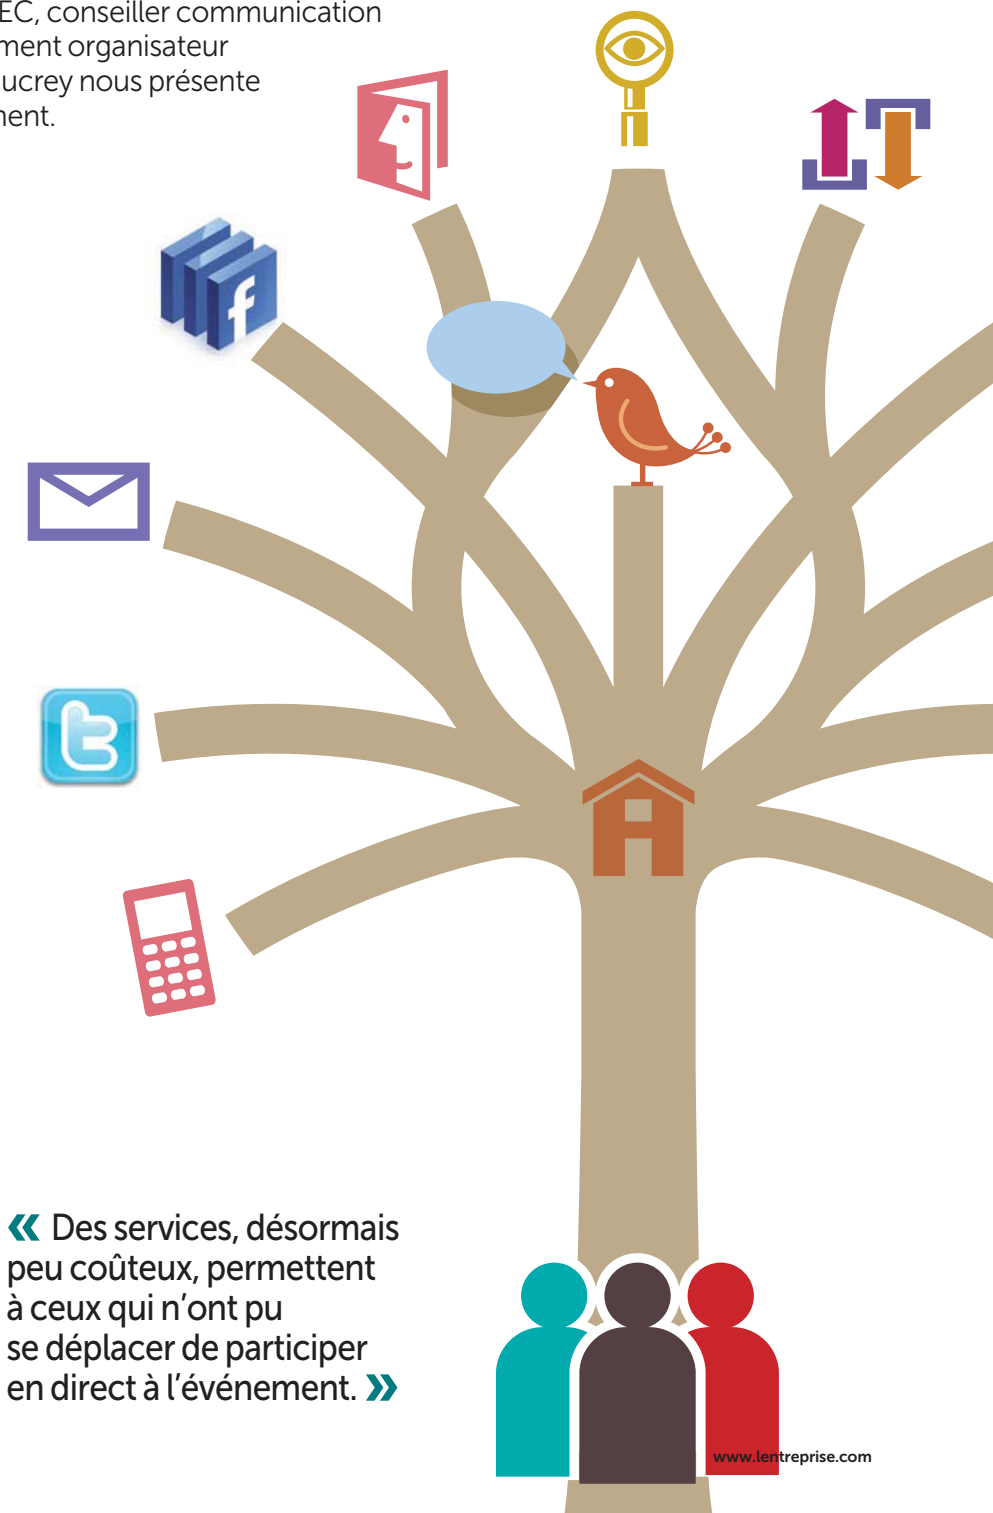 EC, conseiller communication
ment organisateur
ucrey nous présente
nent.
f
t
« Des services, désormais
peu coûteux, permettent
à ceux qui n’ont pu
se déplacer de participer
en direct à l’événement. »
www.lentreprise.com